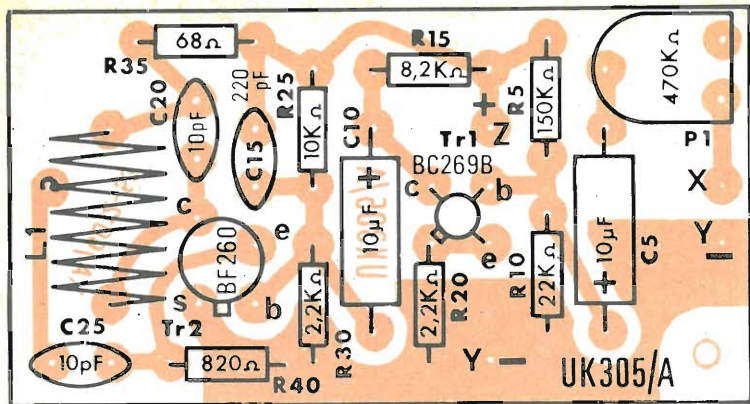 68Ω
R35
C20
10pF
220 pF
C15
R25
10KΩ
R15
8,2KΩ
+
Z
R5
150KΩ
470KΩ
P1
X
Y
–
L1
C10
+
10µF
Tr1
BC269B
c
b
e
C5
10µF
+
c
e
BF260
s
b
Tr2
C25
10pF
820Ω
R40
2,2KΩ
R30
2,2KΩ
R20
22KΩ
R10
Y –
UK305/A
UK305/A